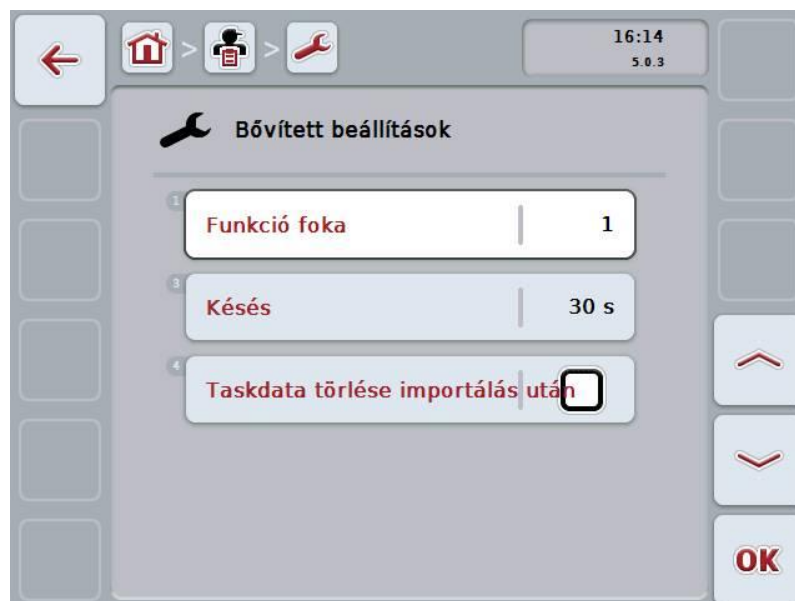 > >
16:14
5.0.3
Bővített beállítások
1
Funkció foka 1
3
Késés 30 s
4
Taskdata törlése importálás után
OK